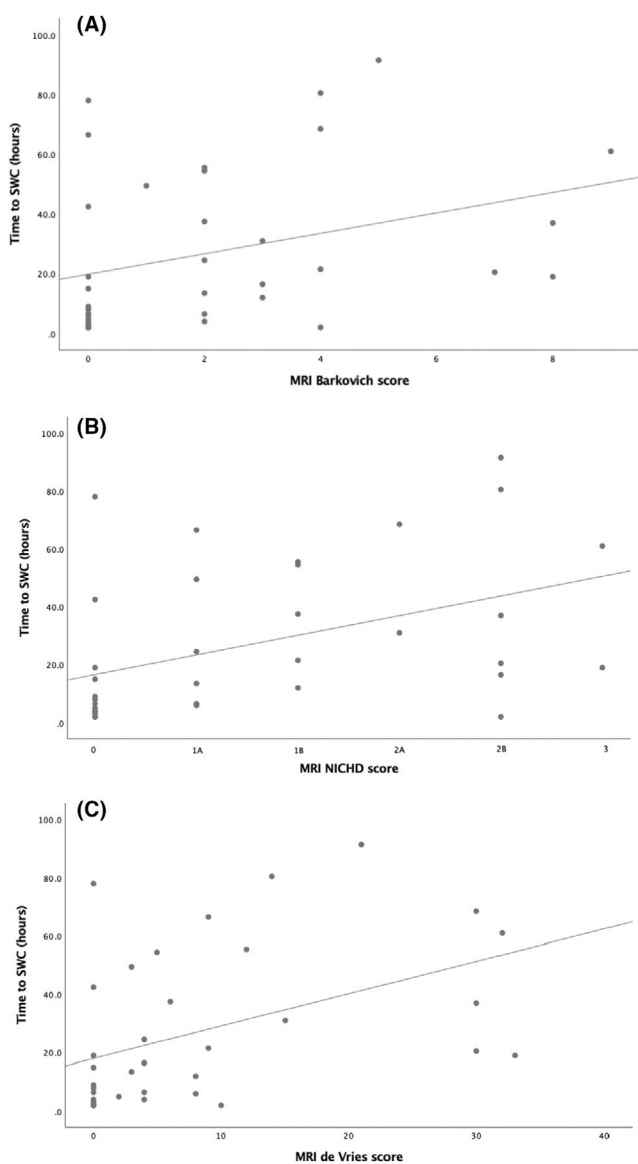 (A)
100.0
80.0
60.0
40.0
20.0
.0
Time to SWC (hours)
0 2 4 6 8
MRI Barkovich score
(B)
100.0
80.0
60.0
40.0
20.0
.0
Time to SWC (hours)
0 1A 1B 2A 2B 3
MRI NICHD score
(C)
100.0
80.0
60.0
40.0
20.0
.0
Time to SWC (hours)
0 10 20 30 40
MRI de Vries score